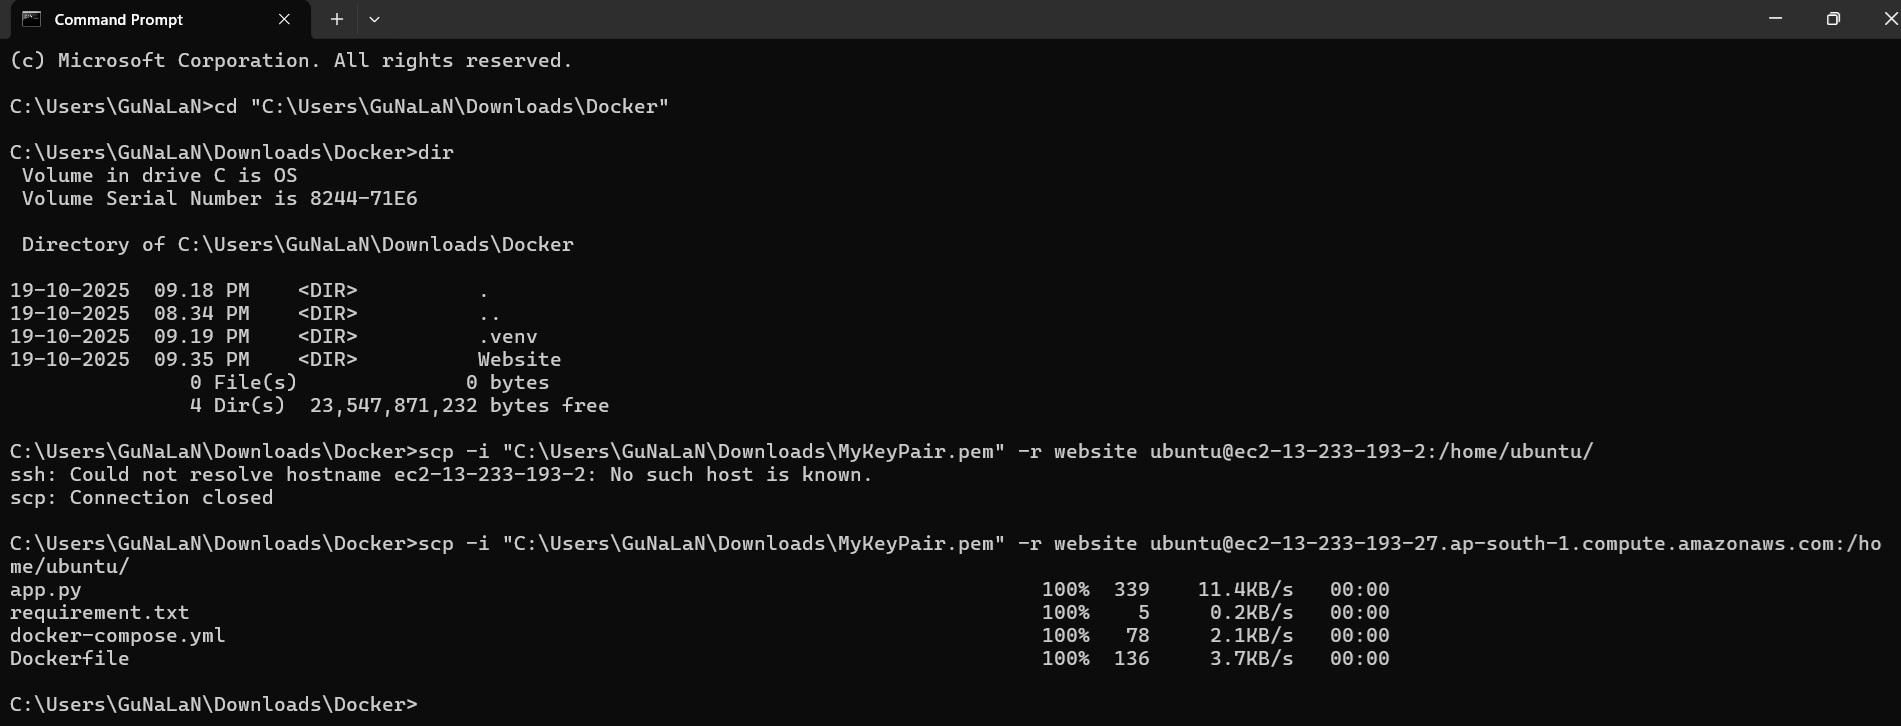 Command Prompt
(c) Microsoft Corporation. All rights reserved.
C:\Users\GuNaLaN>cd "C:\Users\GuNaLaN\Downloads\Docker"
C:\Users\GuNaLaN\Downloads\Docker>dir
 Volume in drive C is OS
 Volume Serial Number is 8244-71E6
 Directory of C:\Users\GuNaLaN\Downloads\Docker
19-10-2025  09.18 PM    <DIR>          .
19-10-2025  08.34 PM    <DIR>          ..
19-10-2025  09.19 PM    <DIR>          .venv
19-10-2025  09.35 PM    <DIR>          Website
               0 File(s)              0 bytes
               4 Dir(s)  23,547,871,232 bytes free
C:\Users\GuNaLaN\Downloads\Docker>scp -i "C:\Users\GuNaLaN\Downloads\MyKeyPair.pem" -r website ubuntu@ec2-13-233-193-2:/home/ubuntu/
ssh: Could not resolve hostname ec2-13-233-193-2: No such host is known.
scp: Connection closed
C:\Users\GuNaLaN\Downloads\Docker>scp -i "C:\Users\GuNaLaN\Downloads\MyKeyPair.pem" -r website ubuntu@ec2-13-233-193-27.ap-south-1.compute.amazonaws.com:/ho
me/ubuntu/
app.py                                                                                100%  339    11.4KB/s   00:00
requirement.txt                                                                       100%    5     0.2KB/s   00:00
docker-compose.yml                                                                    100%   78     2.1KB/s   00:00
Dockerfile                                                                            100%  136     3.7KB/s   00:00
C:\Users\GuNaLaN\Downloads\Docker>